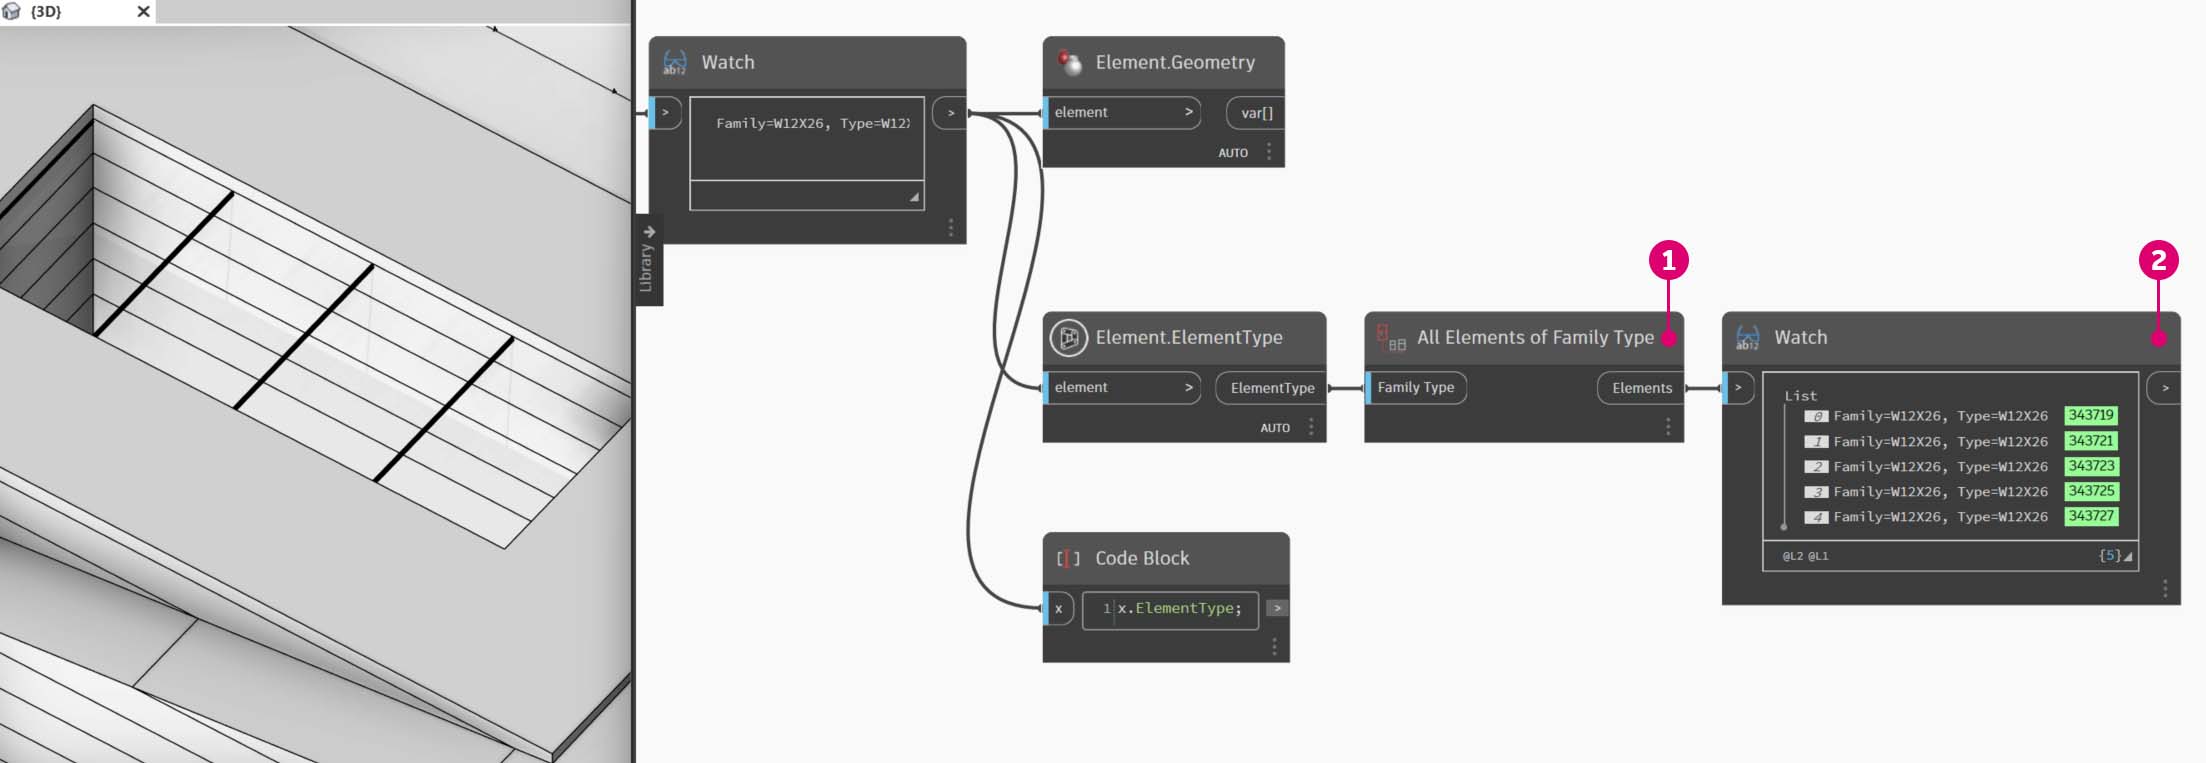 {3D}
Watch
>
Family=W12X26, Type=W12
>
Element.Geometry
element >
var[]
AUTO
Library
1
2
Element.ElementType
element >
ElementType
AUTO
All Elements of Family Type
Family Type
Elements
Watch
>
List
0 Family=W12X26, Type=W12X26 343719
1 Family=W12X26, Type=W12X26 343721
2 Family=W12X26, Type=W12X26 343723
3 Family=W12X26, Type=W12X26 343725
4 Family=W12X26, Type=W12X26 343727
@L2 @L1 {5}
>
Code Block
x
1 x.ElementType;
>